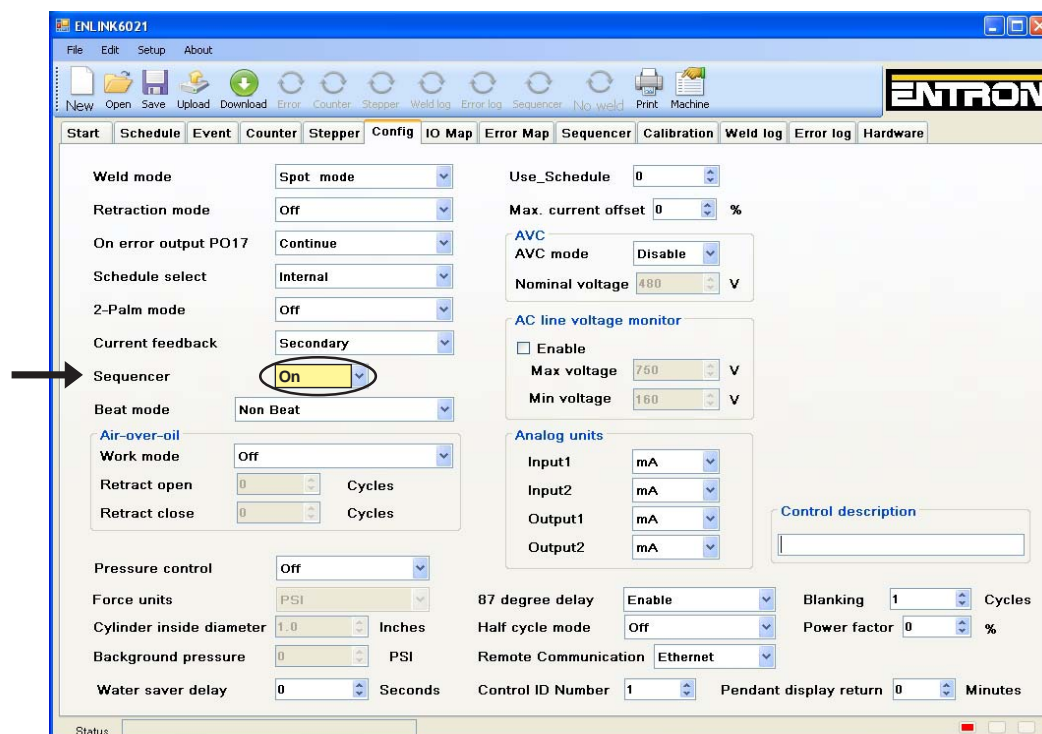 ENLINK6021
File Edit Setup About
New Open Save Upload Download Error Counter Stepper Weld log Error log Sequencer No weld Print Machine
ENTRON
Start Schedule Event Counter Stepper Config IO Map Error Map Sequencer Calibration Weld log Error log Hardware
Weld mode Spot mode
Retraction mode Off
On error output PO17 Continue
Schedule select Internal
2-Palm mode Off
Current feedback Secondary
Sequencer On
Beat mode Non Beat
Air-over-oil
Work mode Off
Retract open 0 Cycles
Retract close 0 Cycles
Pressure control Off
Force units PSI
Cylinder inside diameter 1.0 Inches
Background pressure 0 PSI
Water saver delay 0 Seconds
Use_Schedule 0
Max. current offset 0 %
AVC
AVC mode Disable
Nominal voltage 480 V
AC line voltage monitor
Enable
Max voltage 750 V
Min voltage 160 V
Analog units
Input1 mA
Input2 mA
Output1 mA
Output2 mA
Control description
87 degree delay Enable
Half cycle mode Off
Remote Communication Ethernet
Control ID Number 1
Blanking 1 Cycles
Power factor 0 %
Pendant display return 0 Minutes
Status